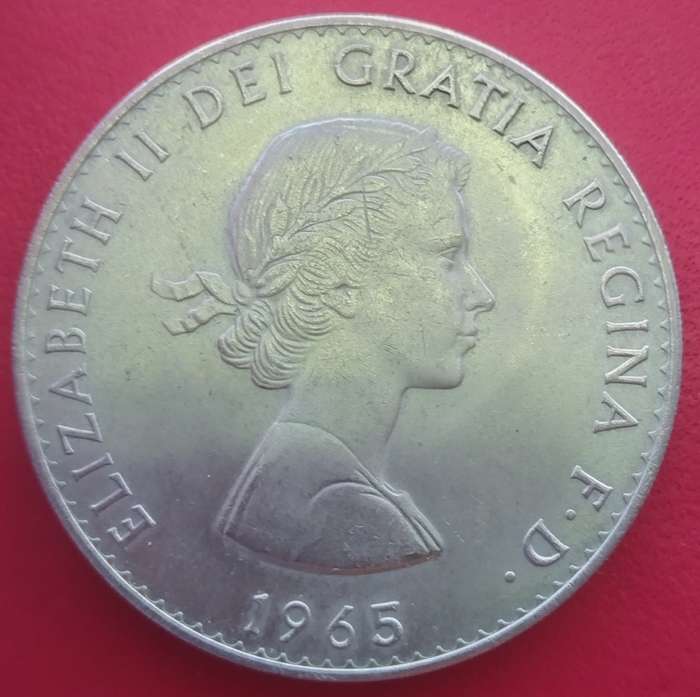 ELIZABETH II DEI GRATIA REGINA F·D·
1965